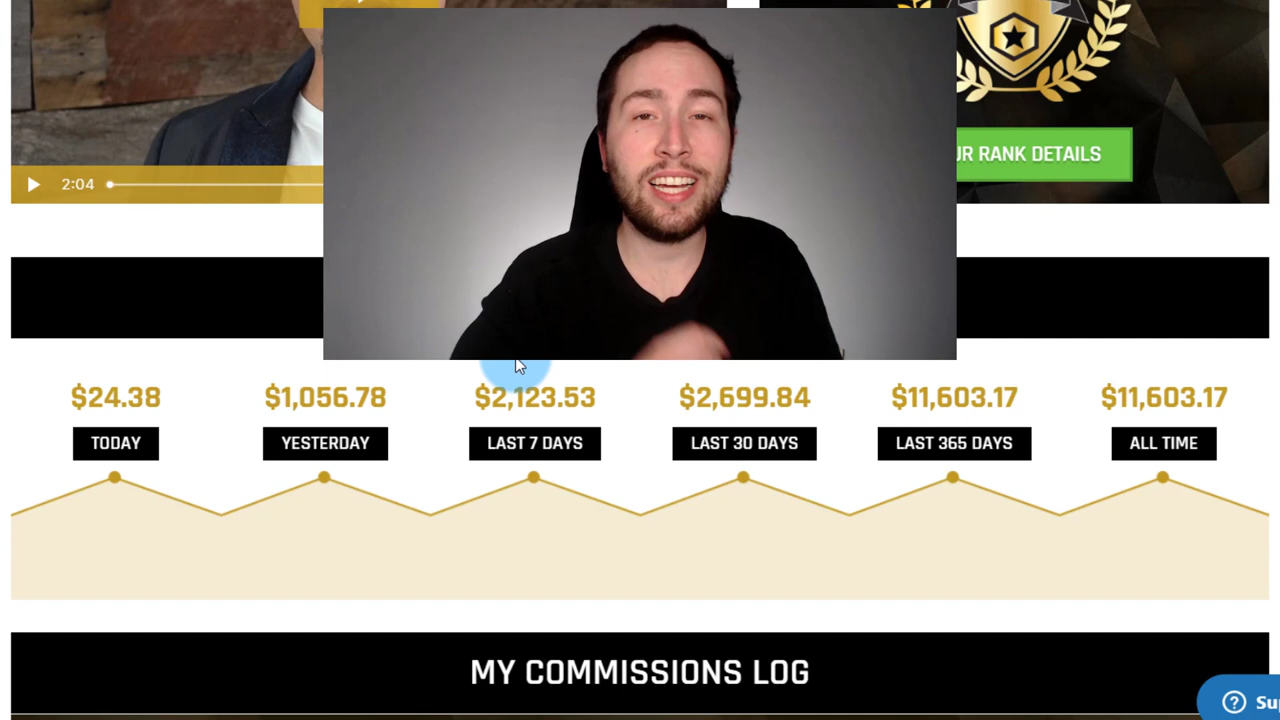 UR RANK DETAILS
2:04
$24.38 $1,056.78 $2,123.53 $2,699.84 $11,603.17 $11,603.17
TODAY YESTERDAY LAST 7 DAYS LAST 30 DAYS LAST 365 DAYS ALL TIME
MY COMMISSIONS LOG
Su